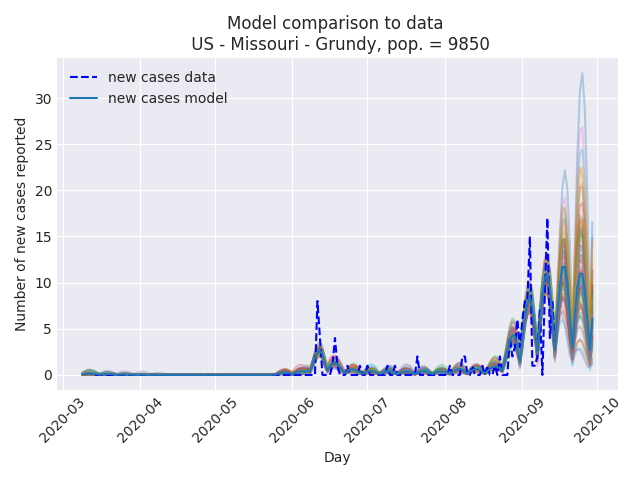 Model comparison to data
US - Missouri - Grundy, pop. = 9850
new cases data
new cases model
Number of new cases reported
30
25
20
15
10
5
0
2020-03
2020-04
2020-05
2020-06
2020-07
2020-08
2020-09
2020-10
Day